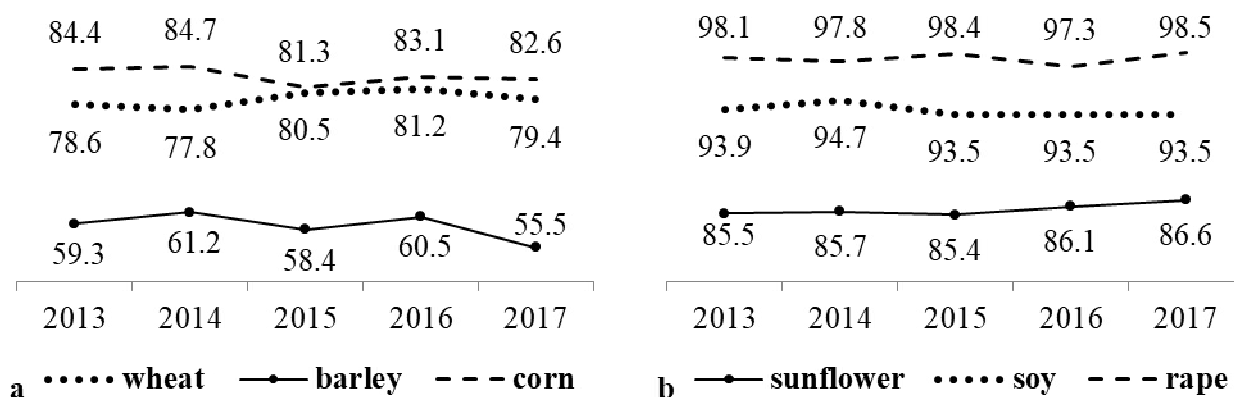 84.4 84.7 81.3 83.1 82.6
78.6 77.8 80.5 81.2 79.4
59.3 61.2 58.4 60.5 55.5
2013 2014 2015 2016 2017
a wheat barley corn
98.1 97.8 98.4 97.3 98.5
93.9 94.7 93.5 93.5 93.5
85.5 85.7 85.4 86.1 86.6
2013 2014 2015 2016 2017
b sunflower soy rape